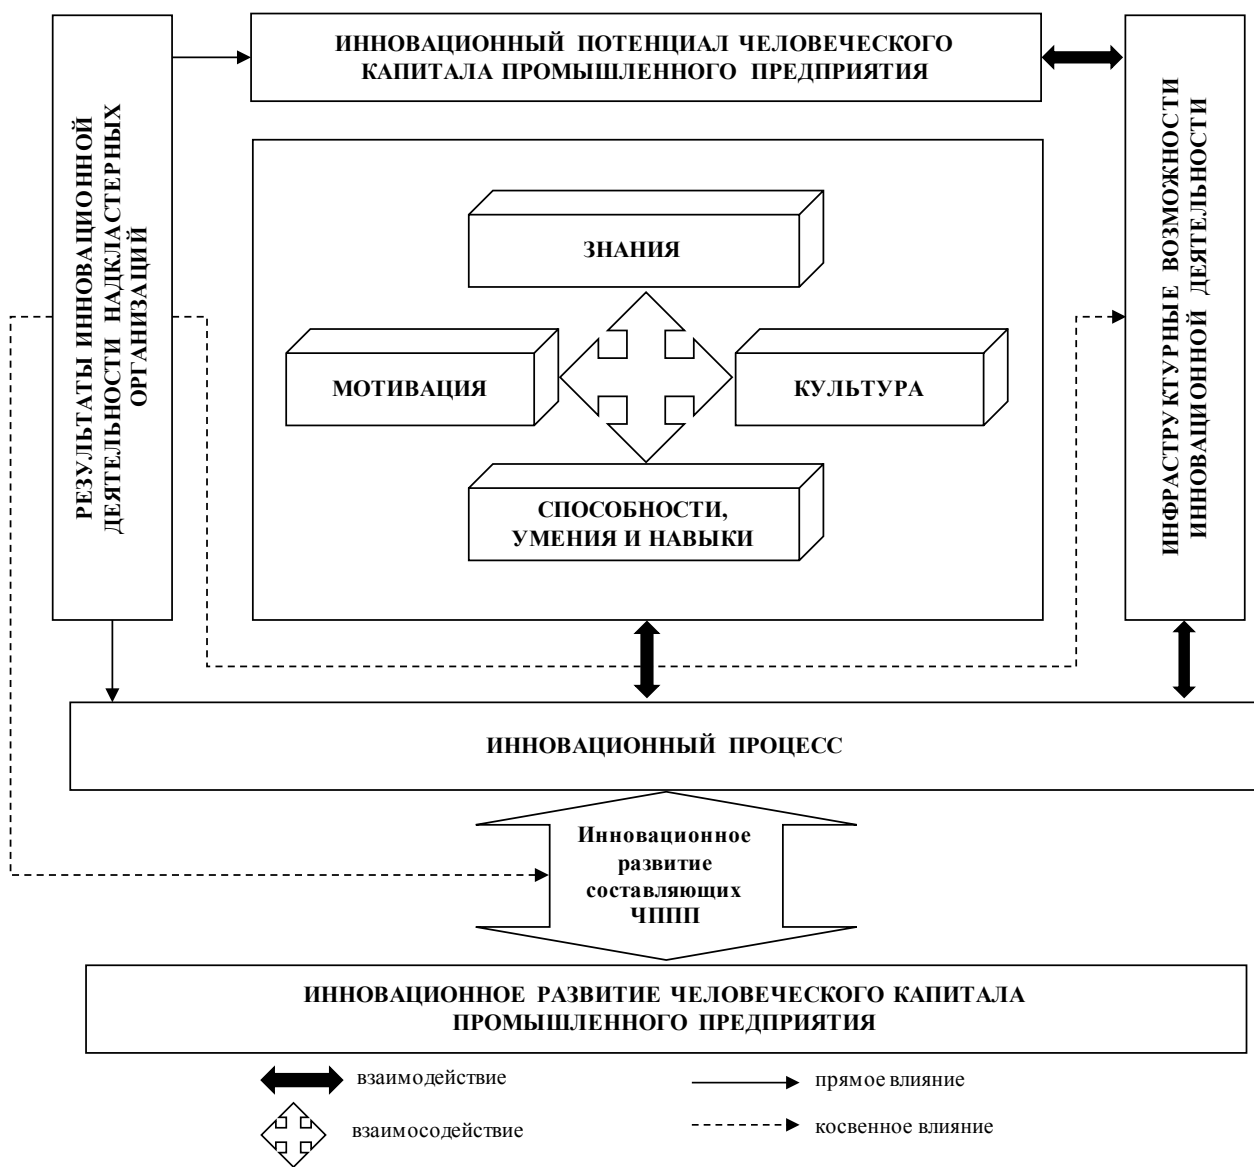 ИННОВАЦИОННЫЙ ПОТЕНЦИАЛ ЧЕЛОВЕЧЕСКОГО
КАПИТАЛА ПРОМЫШЛЕННОГО ПРЕДПРИЯТИЯ
РЕЗУЛЬТАТЫ ИННОВАЦИОННОЙ
ДЕЯТЕЛЬНОСТИ НАДКЛАСТЕРНЫХ
ОРГАНИЗАЦИЙ
ЗНАНИЯ
МОТИВАЦИЯ
КУЛЬТУРА
СПОСОБНОСТИ,
УМЕНИЯ И НАВЫКИ
ИНФРАСТРУКТУРНЫЕ ВОЗМОЖНОСТИ
ИННОВАЦИОННОЙ ДЕЯТЕЛЬНОСТИ
ИННОВАЦИОННЫЙ ПРОЦЕСС
Инновационное
развитие
составляющих
ЧППП
ИННОВАЦИОННОЕ РАЗВИТИЕ ЧЕЛОВЕЧЕСКОГО КАПИТАЛА
ПРОМЫШЛЕННОГО ПРЕДПРИЯТИЯ
взаимодействие
прямое влияние
взаимосодействие
косвенное влияние